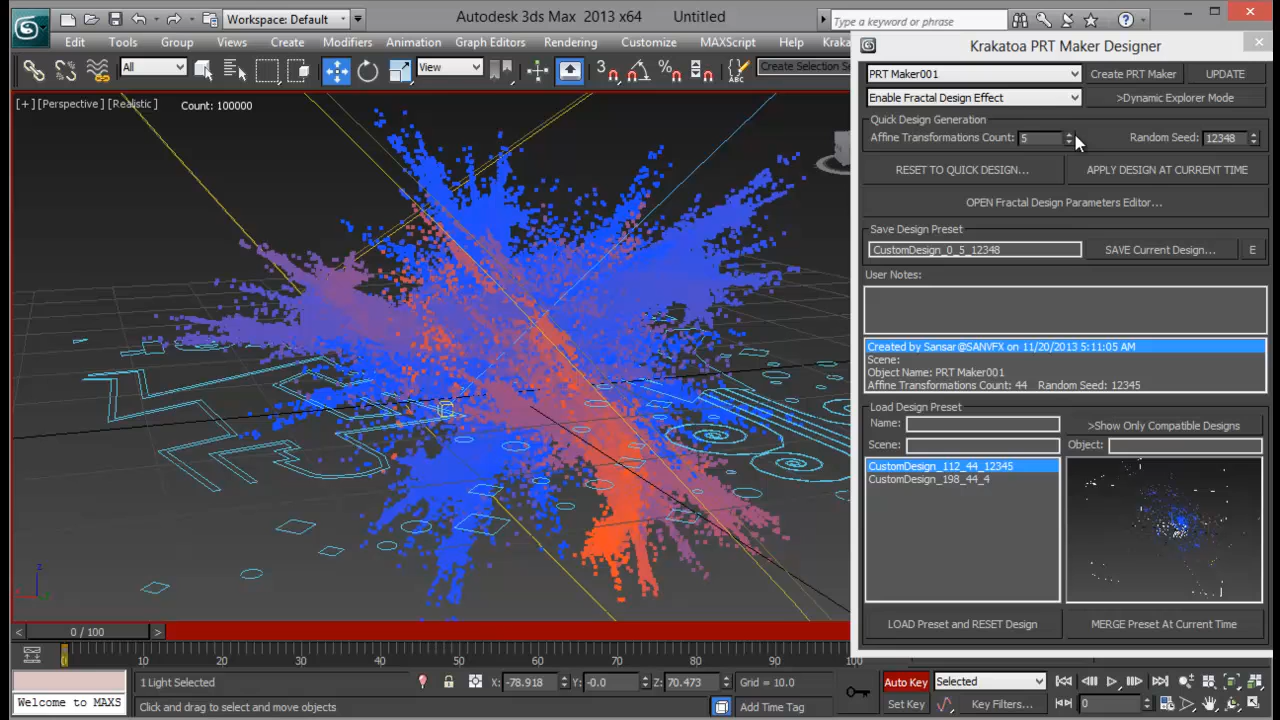 Workspace: Default
Autodesk 3ds Max 2013 x64 Untitled
Type a keyword or phrase
Edit Tools Group Views Create Modifiers Animation Graph Editors Rendering Customize MAXScript Help
Krakatoa PRT Maker Designer
All
View
3
Create Selection Se
PRT Maker001
Create PRT Maker
UPDATE
[+] [Perspective] [Realistic]
Count: 100000
Enable Fractal Design Effect
>Dynamic Explorer Mode
Quick Design Generation
Affine Transformations Count: 5
Random Seed: 12348
RESET TO QUICK DESIGN...
APPLY DESIGN AT CURRENT TIME
OPEN Fractal Design Parameters Editor...
Save Design Preset
CustomDesign_0_5_12348
SAVE Current Design...
E
User Notes:
Created by Sansar@SANVFX on 11/20/2013 5:11:05 AM
Scene:
Object Name: PRT Maker001
Affine Transformations Count: 44 Random Seed: 12345
Load Design Preset
Name:
>Show Only Compatible Designs
Scene:
Object:
CustomDesign_112_44_12345
CustomDesign_198_44_4
LOAD Preset and RESET Design
MERGE Preset At Current Time
z
x
< 0 / 100 >
0 10 20 30 40 50 60 70 80 90 100
1 Light Selected
X: -78.918
Y: -0.0
Z: 70.473
Grid = 10.0
Auto Key
Selected
Welcome to MAXS
Click and drag to select and move objects
Add Time Tag
Set Key
Key Filters...
0